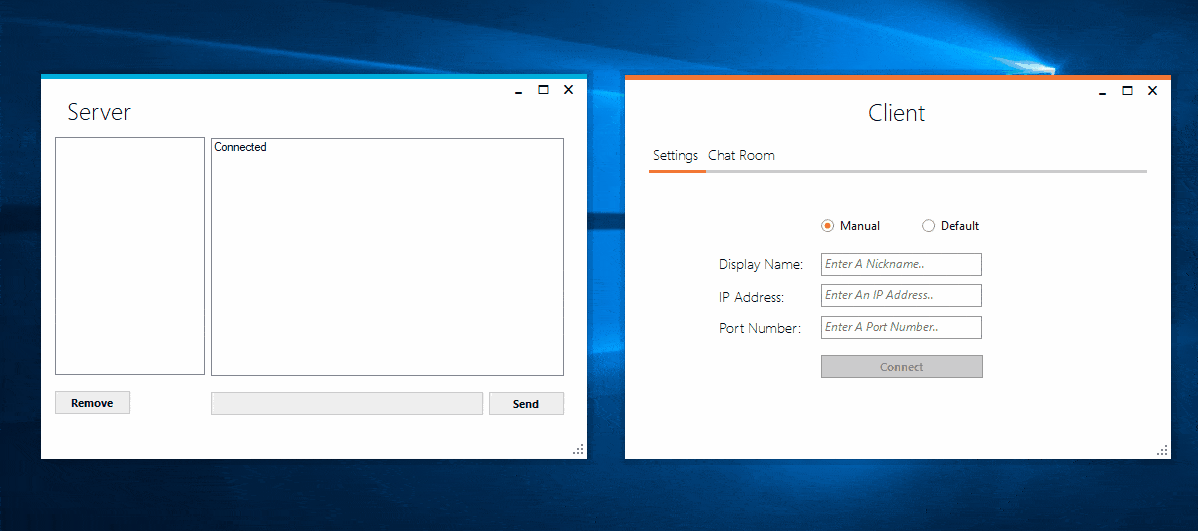 Server
Connected
Remove
Send
Client
Settings Chat Room
Manual Default
Display Name: Enter A Nickname..
IP Address: Enter An IP Address..
Port Number: Enter A Port Number..
Connect